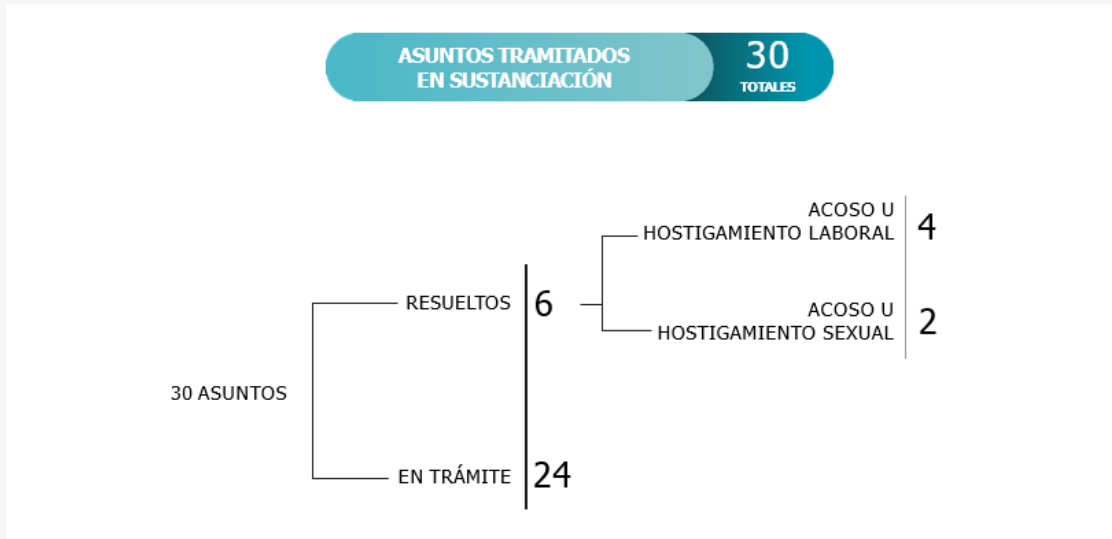 ASUNTOS TRAMITADOS
EN SUSTANCIACIÓN
30
TOTALES
30 ASUNTOS
RESUELTOS 6
ACOSO U
HOSTIGAMIENTO LABORAL 4
ACOSO U
HOSTIGAMIENTO SEXUAL 2
EN TRÁMITE 24